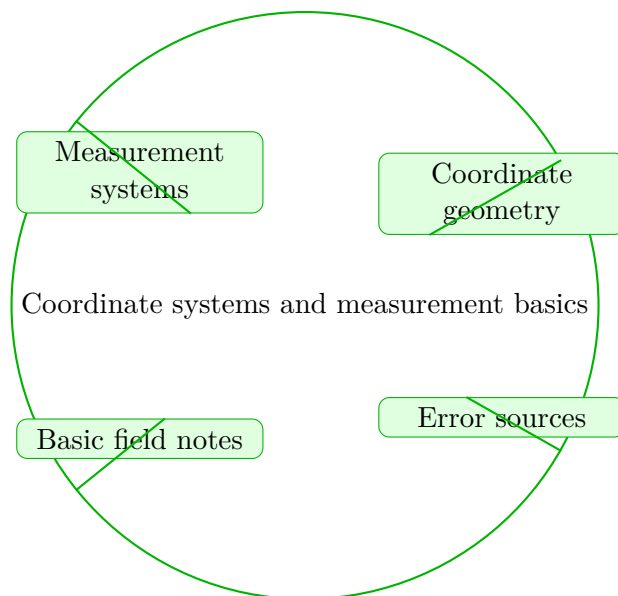 Measurement
systems
Coordinate
geometry
Coordinate systems and measurement basics
Basic field notes
Error sources